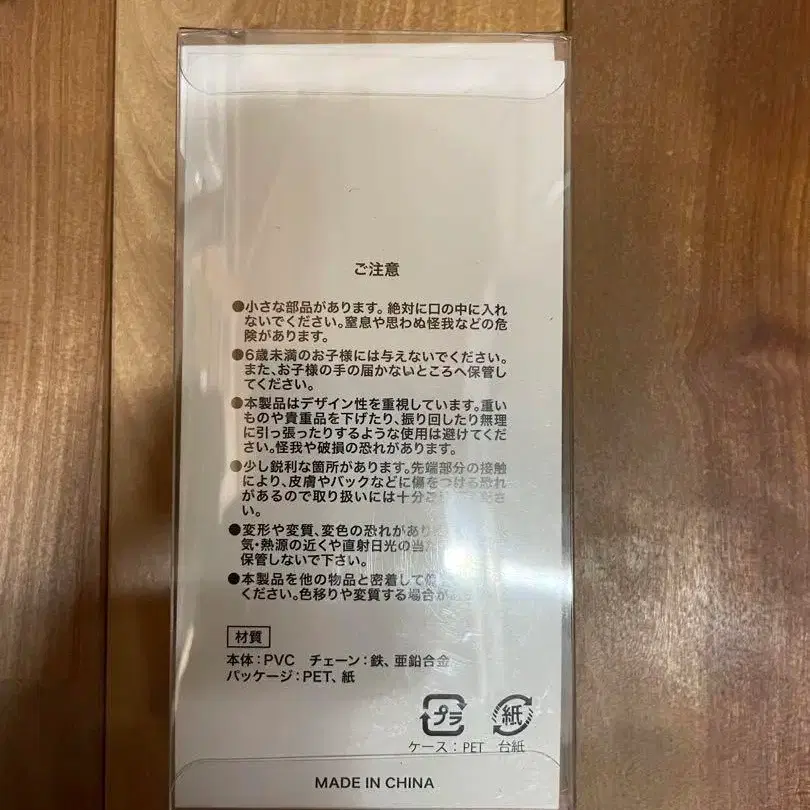 ご注意
●小さな部品があります。絶対に口の中に入れ
ないでください。窒息や思わぬ怪我などの危
険があります。
●6歳未満のお子様には与えないでください。
また、お子様の手の届かないところへ保管し
てください。
●本製品はデザイン性を重視しています。重い
ものや貴重品を下げたり、振り回したり無理
に引っ張ったりするような使用は避けてくだ
さい。怪我や破損の恐れがあります。
●少し鋭利な箇所があります。先端部分の接触
により、皮膚やバックなどに傷をつける恐れ
があるので取り扱いには十分ご
さ
い。
●変形や変質、変色の恐れがあり
気・熱源の近くや直射日光の当た
保管しないで下さい。
●本製品を他の物品と密着して
ください。色移りや変質する場合が
材質
本体：PVC チェーン：鉄、亜鉛合金
パッケージ：PET、紙
プラ 紙
ケース：PET 台紙
MADE IN CHINA